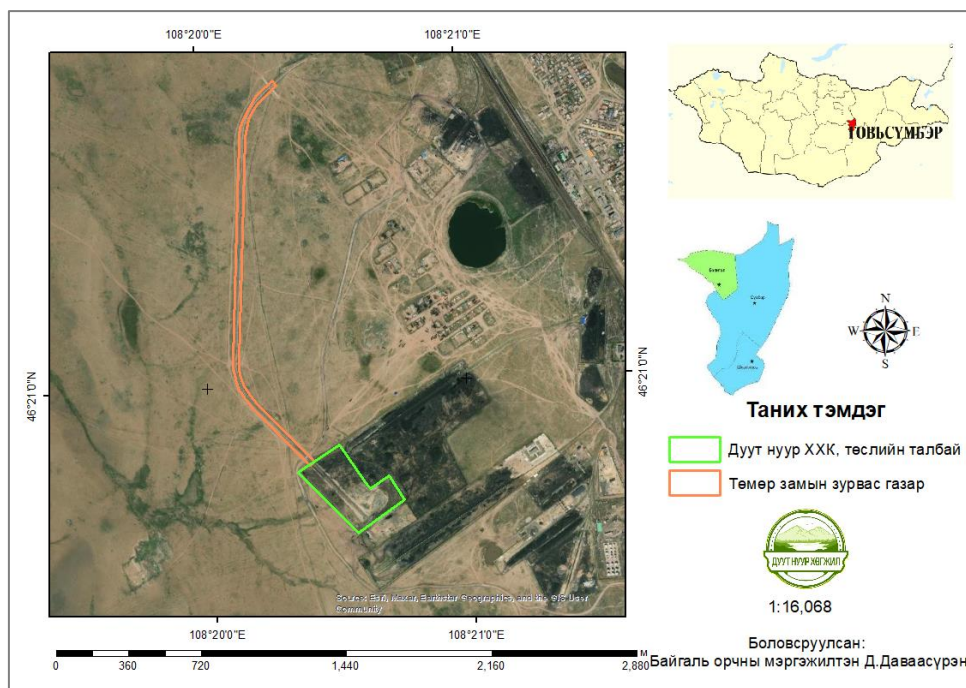 108°20'0"E
108°21'0"E
46°21'0"N
46°21'0"N
ГОВЬСҮМБЭР
N
W
E
S
Таних тэмдэг
Дуут нуур ХХК, төслийн талбай
Төмөр замын зурвас газар
ДУУТ НУУР ХӨГЖИЛ
1:16,068
Source: Esri, Maxar, Earthstar Geographics, and the GIS User
Community
108°20'0"E
108°21'0"E
0 360 720 1,440 2,160 2,880
м
Боловсруулсан:
Байгаль орчны мэргэжилтэн Д.Даваасүрэн